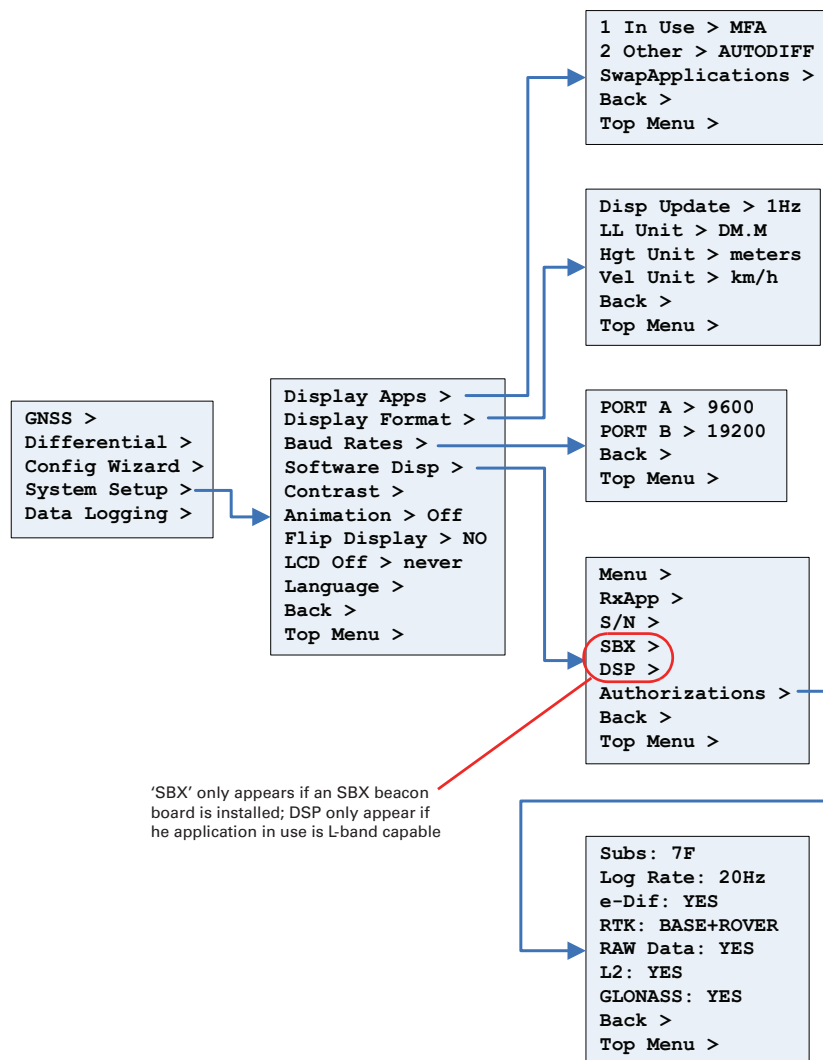 GNSS >
Differential >
Config Wizard >
System Setup >
Data Logging >
Display Apps >
Display Format >
Baud Rates >
Software Disp >
Contrast >
Animation > Off
Flip Display > NO
LCD Off > never
Language >
Back >
Top Menu >
1 In Use > MFA
2 Other > AUTODIFF
SwapApplications >
Back >
Top Menu >
Disp Update > 1Hz
LL Unit > DM.M
Hgt Unit > meters
Vel Unit > km/h
Back >
Top Menu >
PORT A > 9600
PORT B > 19200
Back >
Top Menu >
Menu >
RxApp >
S/N >
SBX >
DSP >
Authorizations >
Back >
Top Menu >
'SBX' only appears if an SBX beacon
board is installed; DSP only appear if
he application in use is L-band capable
Subs: 7F
Log Rate: 20Hz
e-Dif: YES
RTK: BASE+ROVER
RAW Data: YES
L2: YES
GLONASS: YES
Back >
Top Menu >